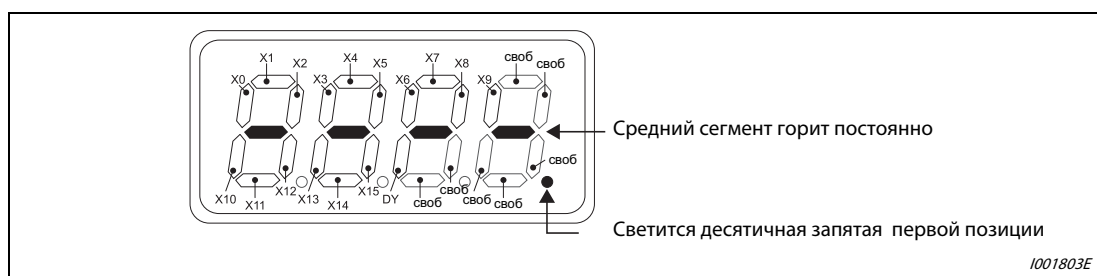 X1 X4 X7 своб
X0 X2 X3 X5 X6 X8 X9 своб
Средний сегмент горит постоянно
своб
X10 X12 X13 X15 DY своб своб
X11 X14 своб своб
Светится десятичная запятая первой позиции
I001803E